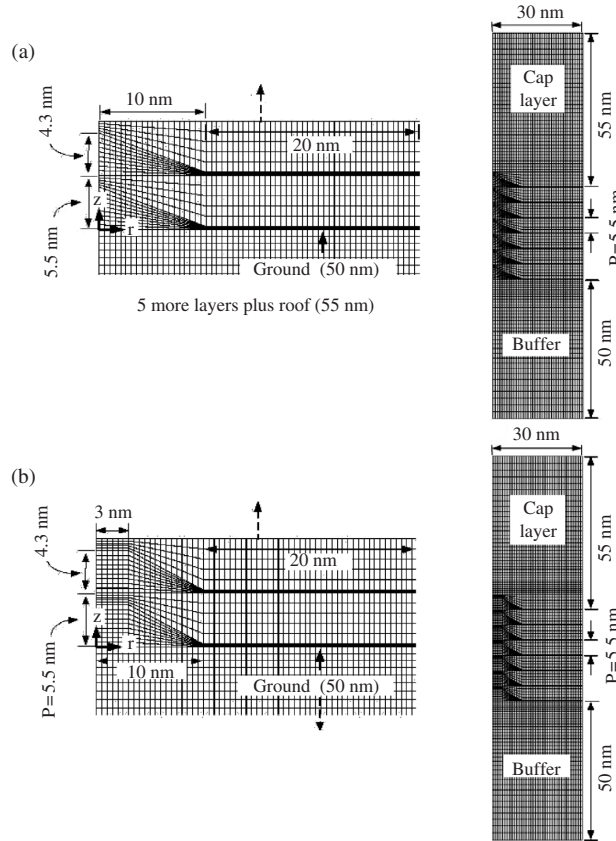 (a)
10 nm
4.3 nm
20 nm
5.5 nm
z
r
Ground (50 nm)
5 more layers plus roof (55 nm)
30 nm
Cap
layer
55 nm
P = 5.5 nm
Buffer
50 nm
(b)
3 nm
4.3 nm
20 nm
P = 5.5 nm
z
r
10 nm
Ground (50 nm)
30 nm
Cap
layer
55 nm
P = 5.5 nm
Buffer
50 nm